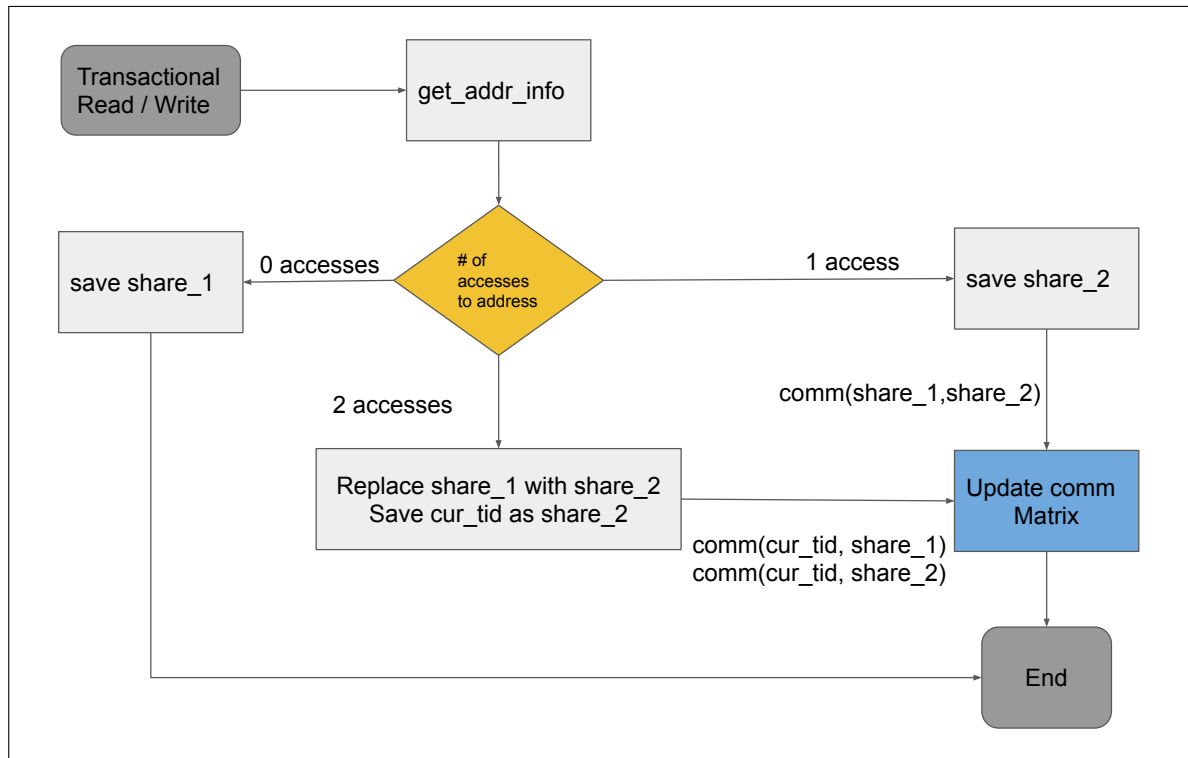 Transactional
Read / Write
get_addr_info
# of
accesses
to address
0 accesses
save share_1
1 access
save share_2
2 accesses
comm(share_1,share_2)
Replace share_1 with share_2
Save cur_tid as share_2
Update comm
Matrix
comm(cur_tid, share_1)
comm(cur_tid, share_2)
End